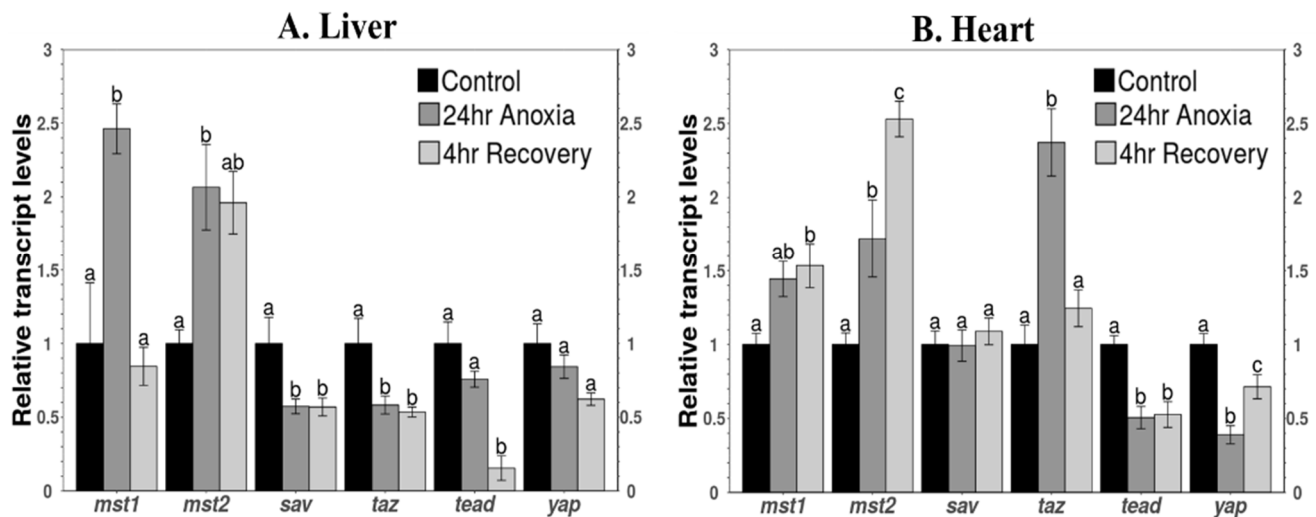 A. Liver
3
2.5
2
1.5
1
0.5
0
Relative transcript levels
3
2.5
2
1.5
1
0.5
0
Control
24hr Anoxia
4hr Recovery
a b a
a b ab
a b b
a b b
a a b
a a a
mst1 mst2 sav taz tead yap
B. Heart
3
2.5
2
1.5
1
0.5
0
Relative transcript levels
3
2.5
2
1.5
1
0.5
0
Control
24hr Anoxia
4hr Recovery
a ab b
a b c
a a a
a b a
a b b
a b c
mst1 mst2 sav taz tead yap